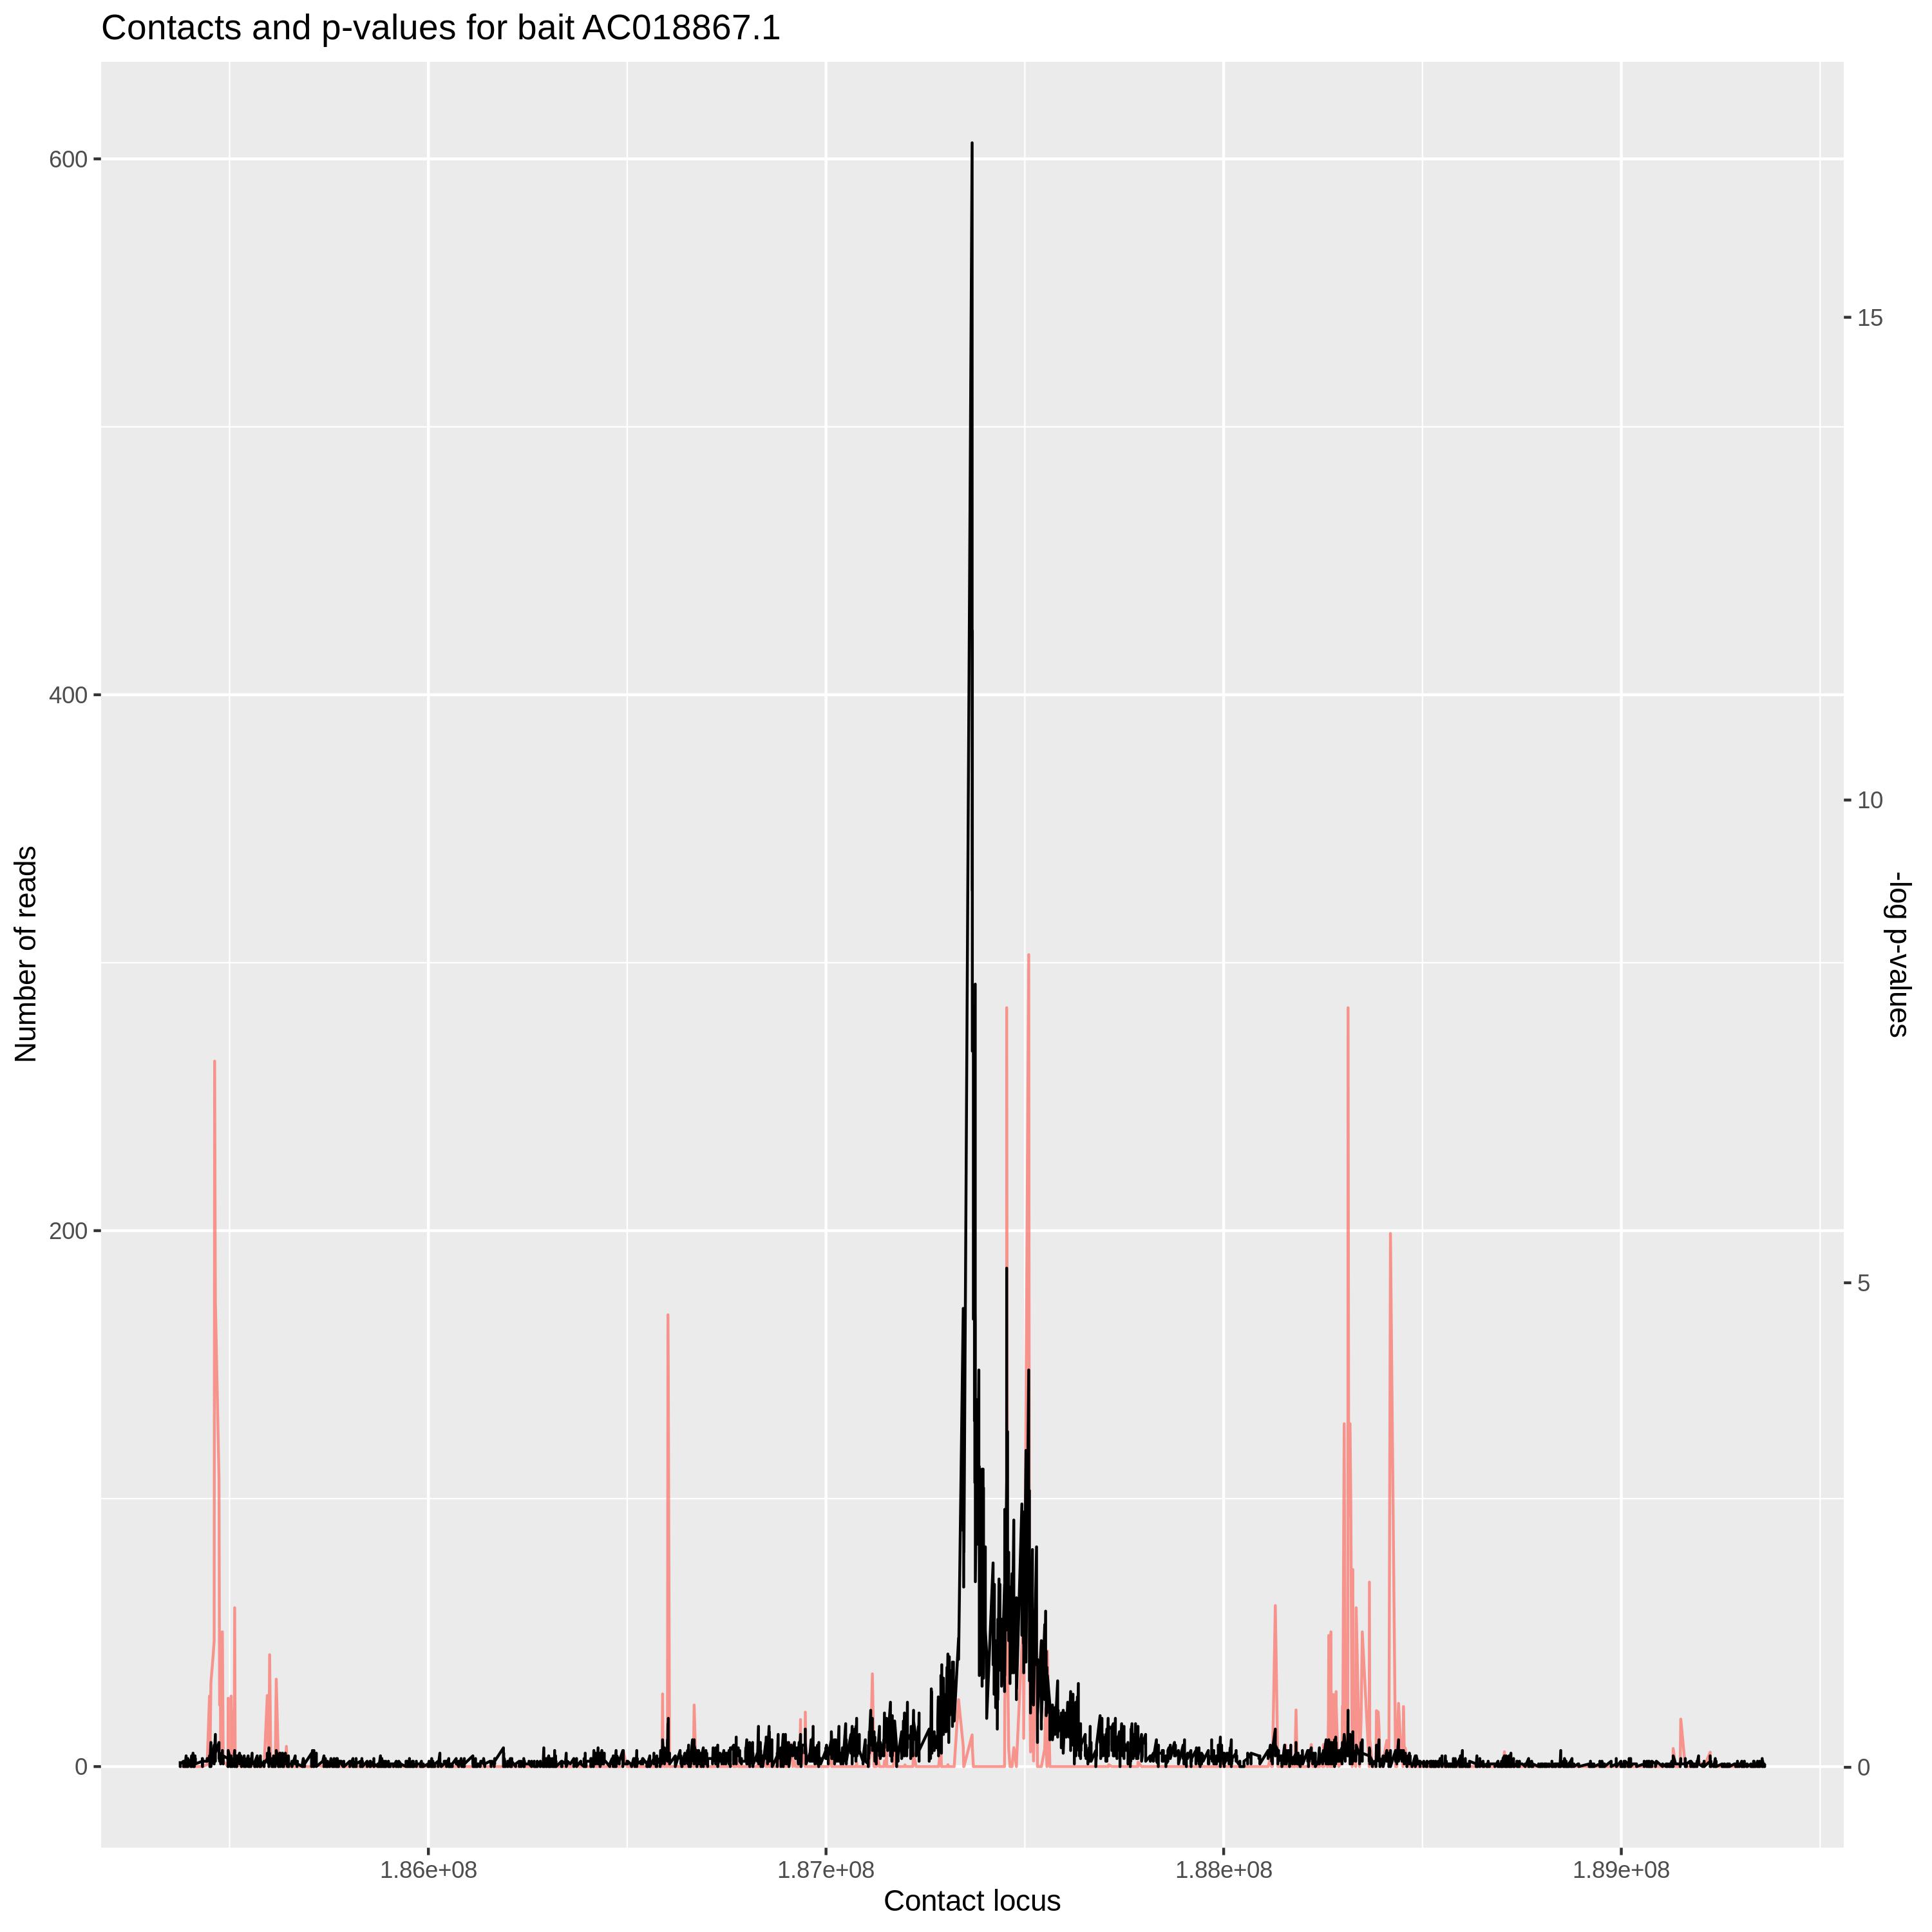 Contacts and p-values for bait AC018867.1
600
400
200
0
Number of reads
15
10
5
0
-log p-values
1.86e+08
1.87e+08
1.88e+08
1.89e+08
Contact locus